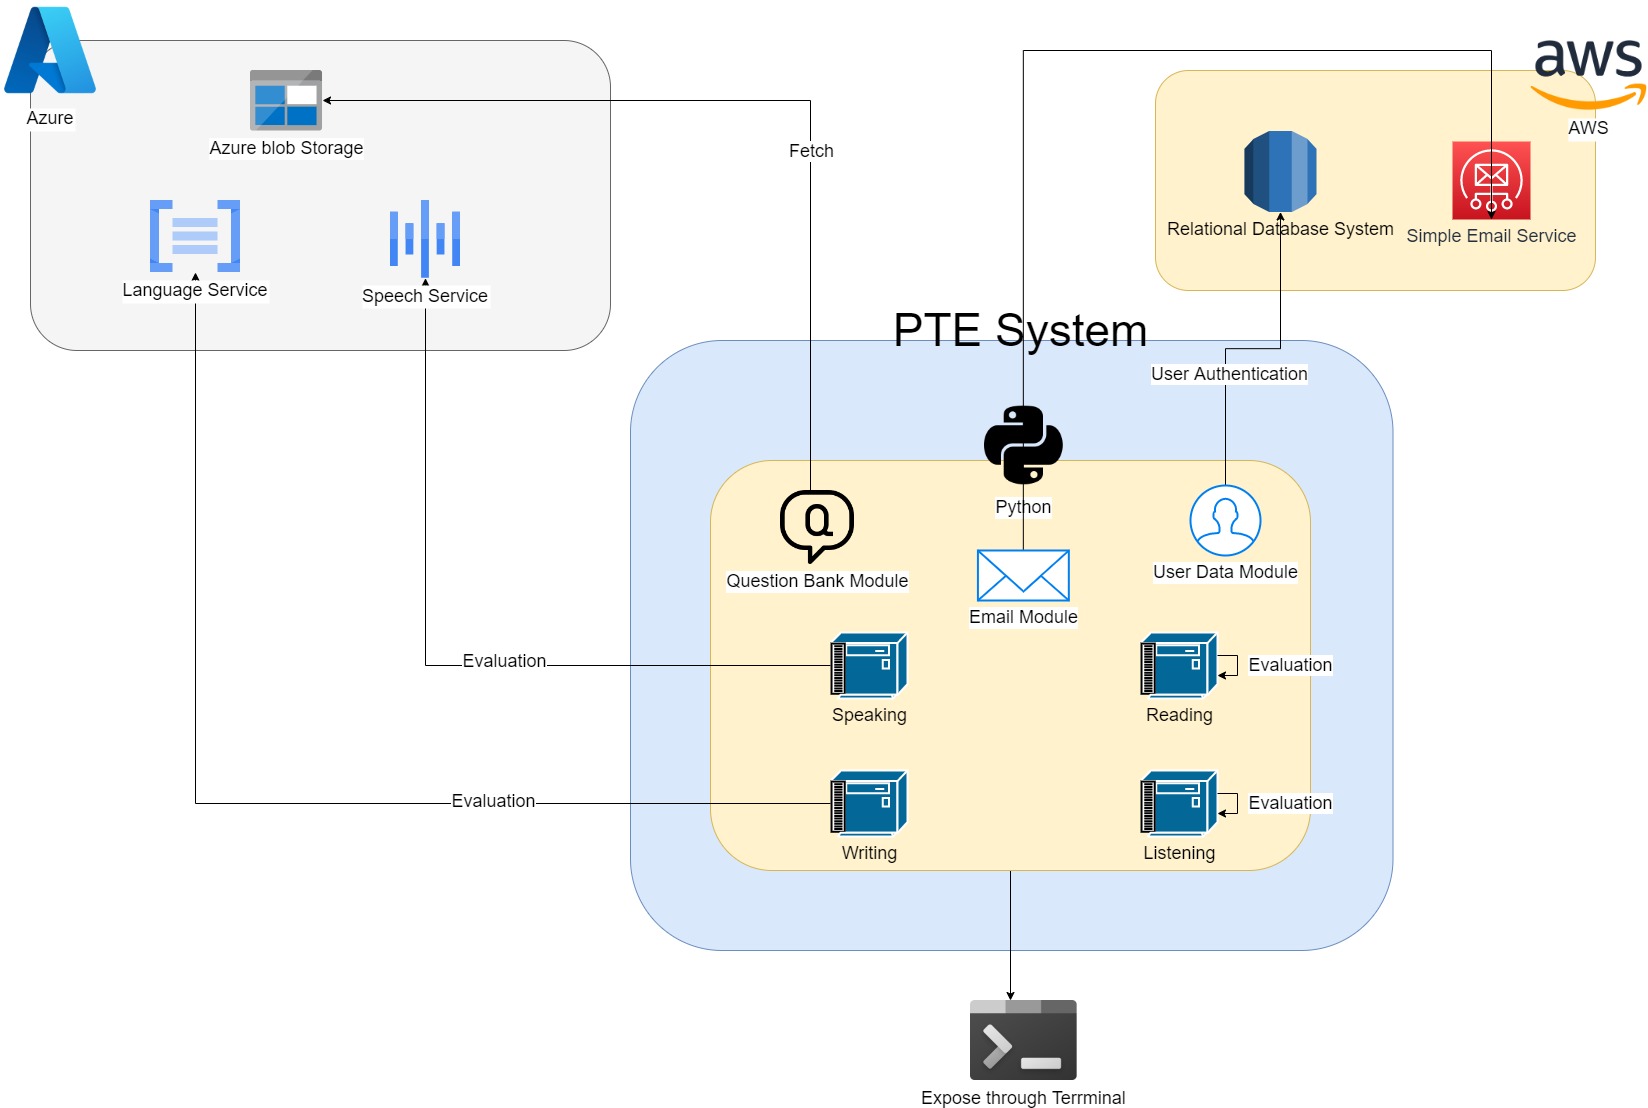 aws
Azure
AWS
Azure blob Storage
Fetch
Relational Database System
Simple Email Service
Language Service
Speech Service
PTE System
User Authentication
Python
Q
Question Bank Module
User Data Module
Email Module
Evaluation
Evaluation
Speaking
Reading
Evaluation
Evaluation
Writing
Listening
Expose through Terrminal